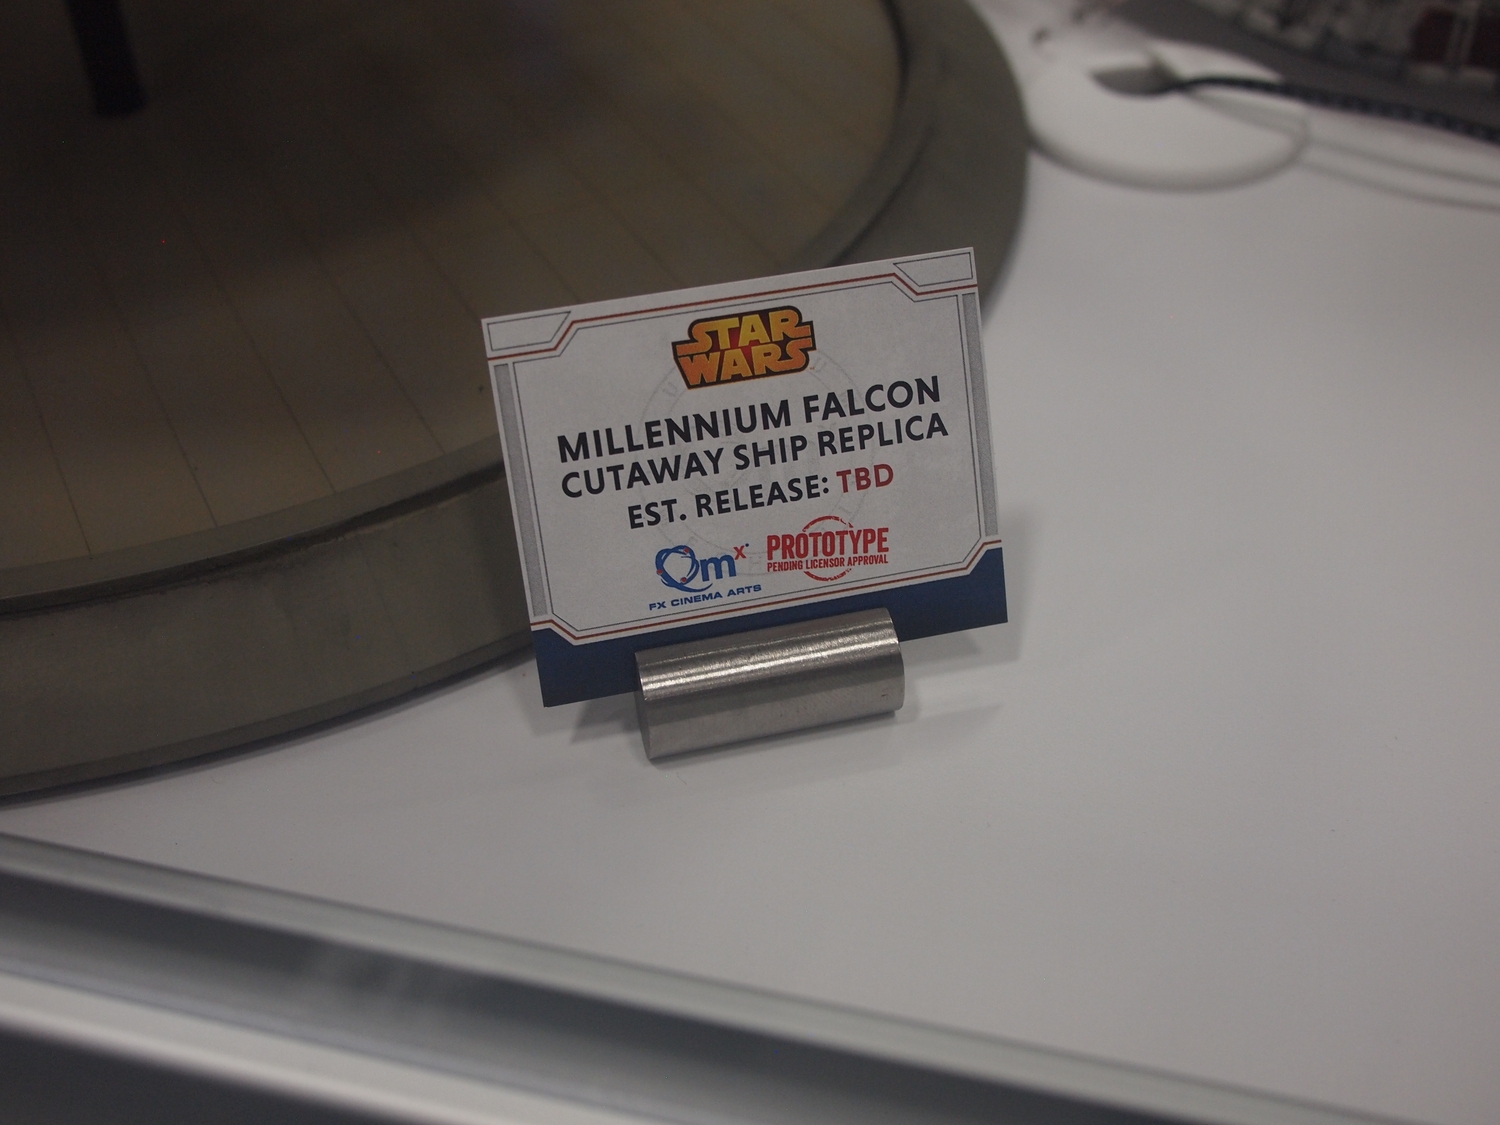 STAR
WARS
MILLENNIUM FALCON
CUTAWAY SHIP REPLICA
EST. RELEASE: TBD
Qmx
FX CINEMA ARTS
PROTOTYPE
PENDING LICENSOR APPROVAL